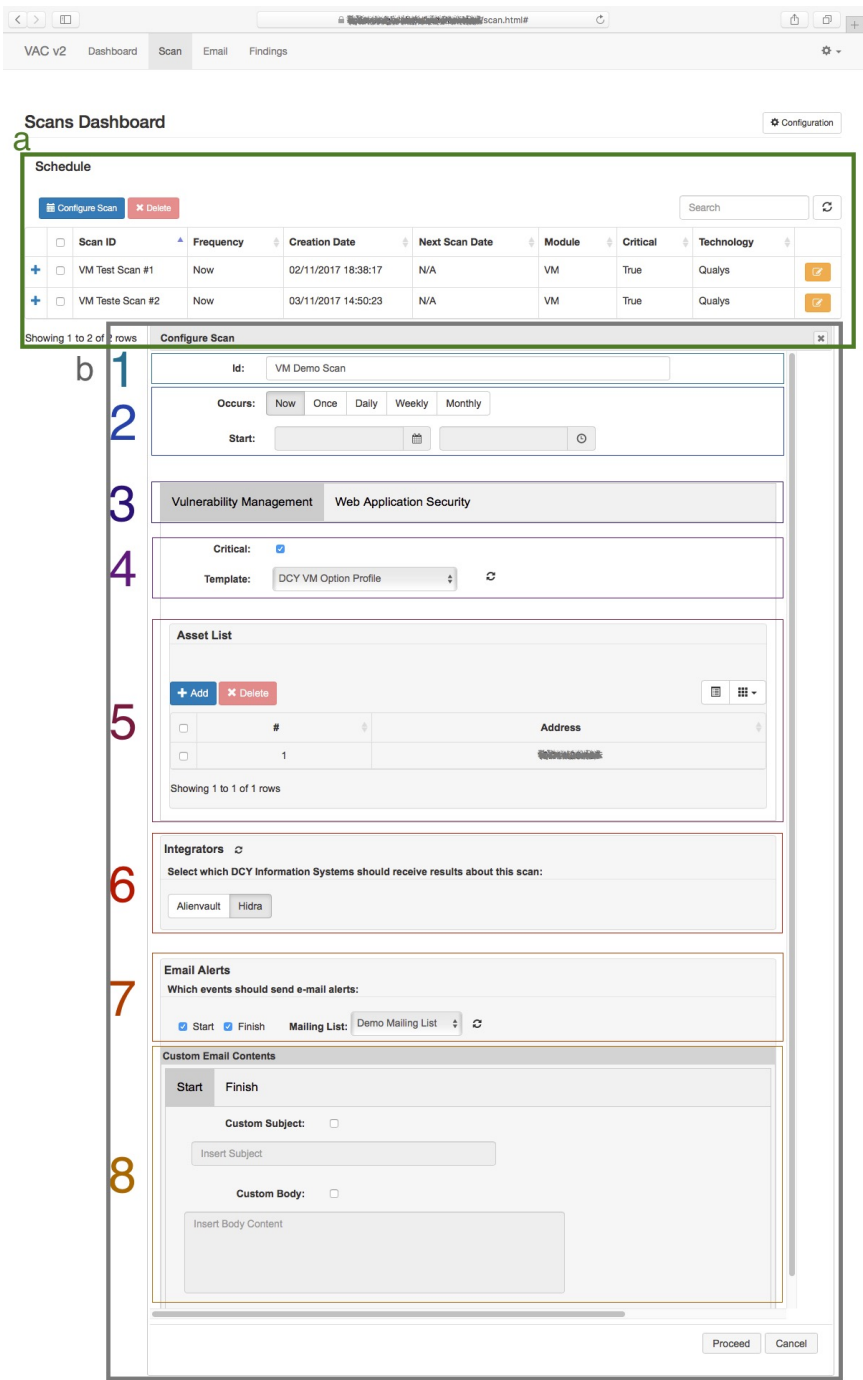 /scan.html#
VAC v2 Dashboard Scan Email Findings
Scans Dashboard
Configuration
a
Schedule
Configure Scan Delete
Search
Scan ID Frequency Creation Date Next Scan Date Module Critical Technology
VM Test Scan #1 Now 02/11/2017 18:38:17 N/A VM True Qualys
VM Teste Scan #2 Now 03/11/2017 14:50:23 N/A VM True Qualys
Showing 1 to 2 of 2 rows
b
Configure Scan
1
Id: VM Demo Scan
2
Occurs: Now Once Daily Weekly Monthly
Start:
3
Vulnerability Management Web Application Security
4
Critical:
Template: DCY VM Option Profile
5
Asset List
Add Delete
# Address
1
Showing 1 to 1 of 1 rows
6
Integrators
Select which DCY Information Systems should receive results about this scan:
Alienvault Hidra
7
Email Alerts
Which events should send e-mail alerts:
Start Finish Mailing List: Demo Mailing List
8
Custom Email Contents
Start Finish
Custom Subject:
Insert Subject
Custom Body:
Insert Body Content
Proceed Cancel